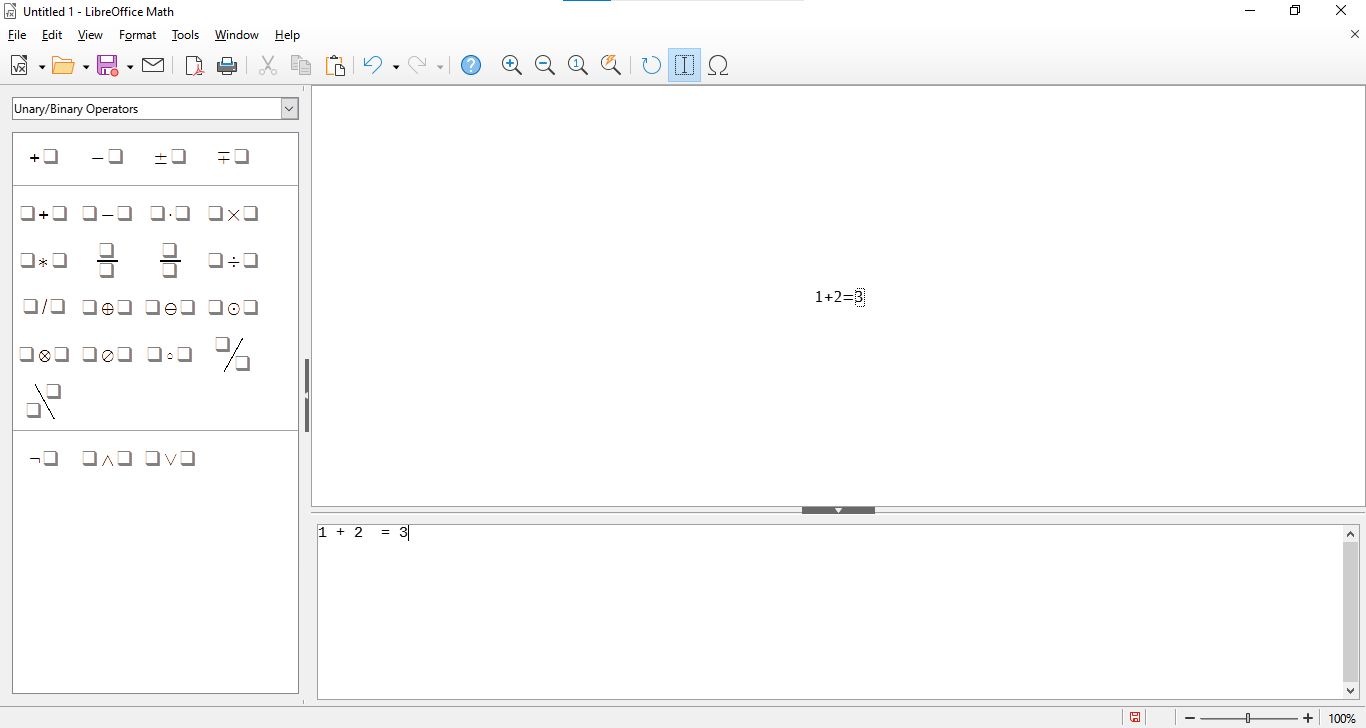 Untitled 1 - LibreOffice Math
File Edit View Format Tools Window Help
Unary/Binary Operators
+□ −□ ±□ ∓□
□+□ □−□ □·□ □×□
□∗□ □/□ □/□ □÷□
□/□ □⊕□ □⊖□ □⊙□
□⊗□ □⊘□ □∘□ □/□
□\□
¬□ □∧□ □∨□
1+2=3
1 + 2  = 3
100%